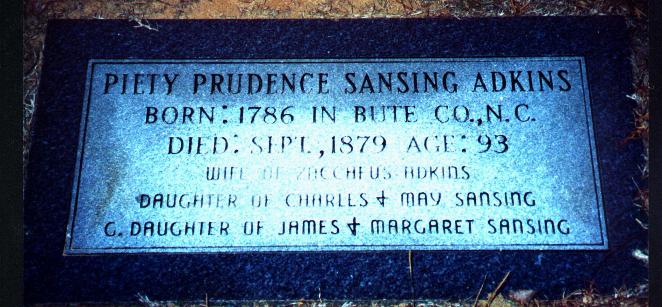 PIETY PRUDENCE SANSING ADKINS
BORN: 1786 IN BUTE CO., N.C.
DIED: SEPT., 1879 AGE: 93
WIFE OF ZACCHEUS ADKINS
DAUGHTER OF CHARLES & MAY SANSING
G. DAUGHTER OF JAMES & MARGARET SANSING